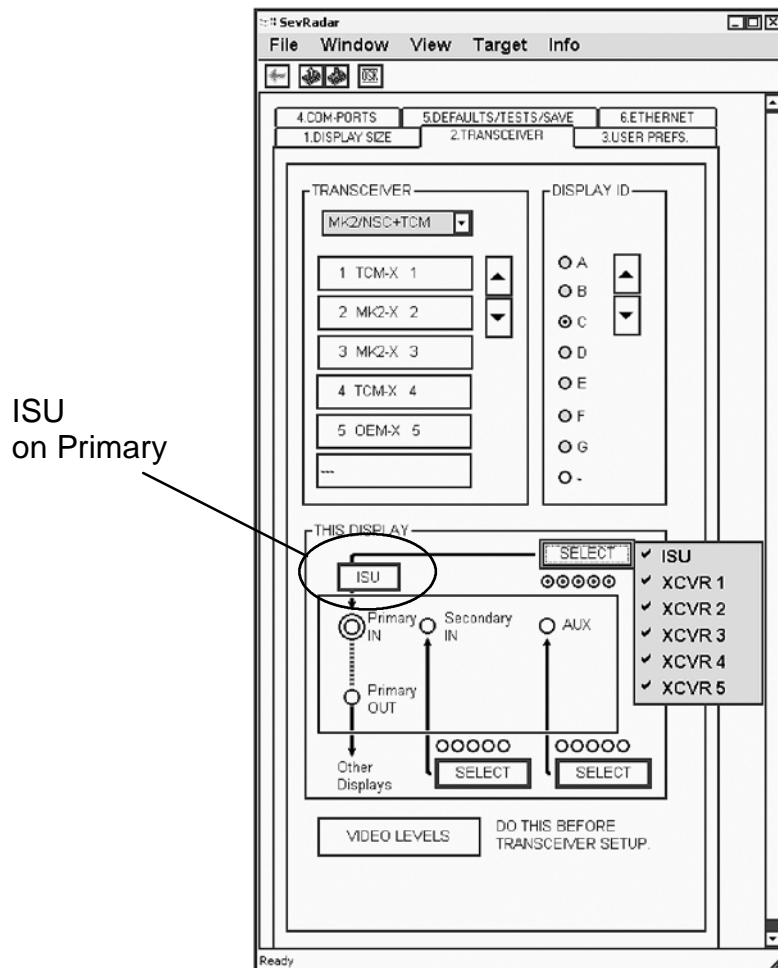 SevRadar
File Window View Target Info
OSK
4.COM-PORTS 5.DEFAULTS/TESTS/SAVE 6.ETHERNET
1.DISPLAY SIZE 2.TRANSCEIVER 3.USER PREFS.
TRANSCEIVER
MK2/NSC+TCM
1 TCM-X 1
2 MK2-X 2
3 MK2-X 3
4 TCM-X 4
5 OEM-X 5
---
DISPLAY ID
A
B
C
D
E
F
G
-
ISU
on Primary
THIS DISPLAY
SELECT
ISU
XCVR 1
XCVR 2
XCVR 3
XCVR 4
XCVR 5
ISU
Primary
IN
Secondary
IN
AUX
Primary
OUT
Other
Displays
SELECT
SELECT
VIDEO LEVELS
DO THIS BEFORE
TRANSCEIVER SETUP.
Ready